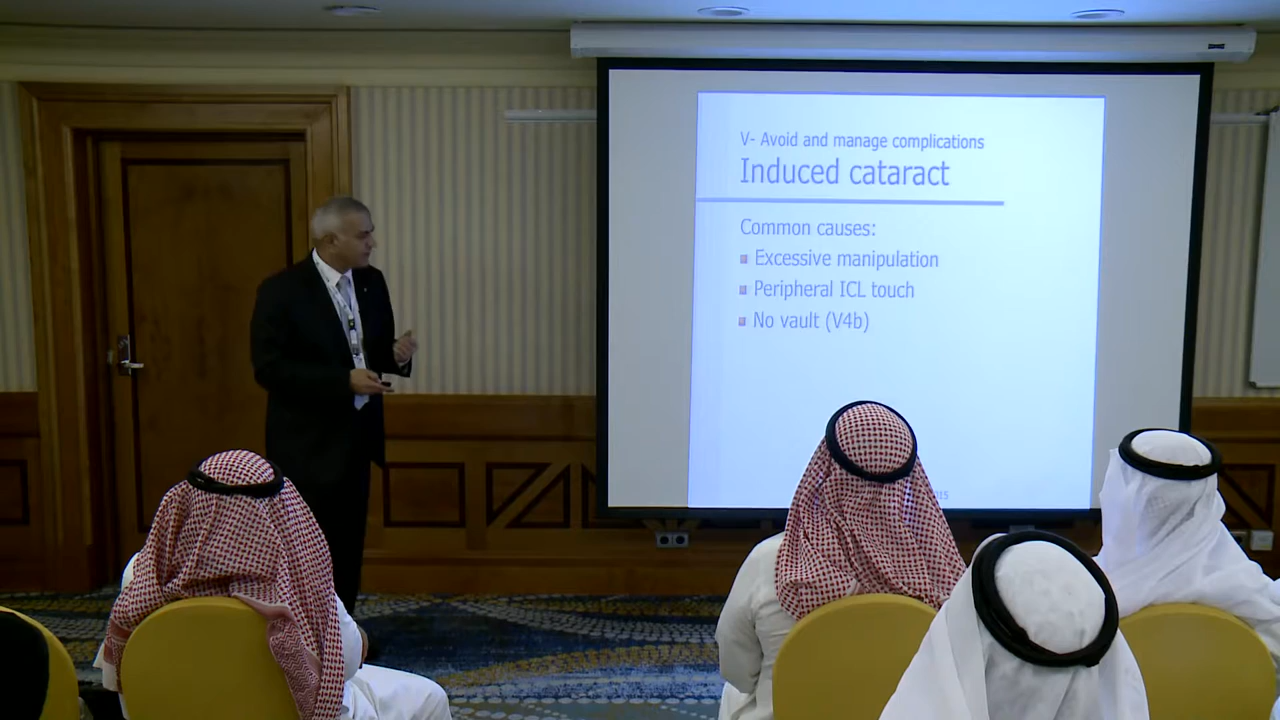 V- Avoid and manage complications
Induced cataract
Common causes:
Excessive manipulation
Peripheral ICL touch
No vault (V4b)